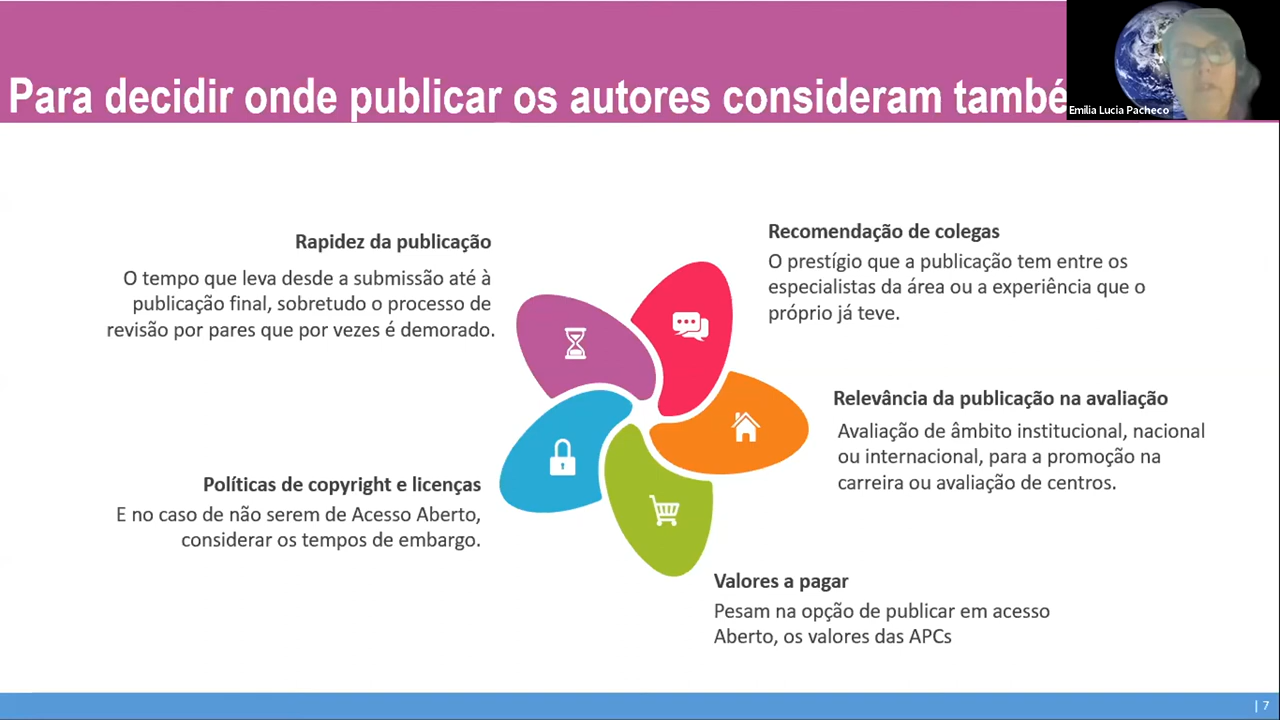 Para decidir onde publicar os autores consideram també
Emilia Lucia Pacheco
Rapidez da publicação
O tempo que leva desde a submissão até à
publicação final, sobretudo o processo de
revisão por pares que por vezes é demorado.
Recomendação de colegas
O prestígio que a publicação tem entre os
especialistas da área ou a experiência que o
próprio já teve.
Relevância da publicação na avaliação
Avaliação de âmbito institucional, nacional
ou internacional, para a promoção na
carreira ou avaliação de centros.
Políticas de copyright e licenças
E no caso de não serem de Acesso Aberto,
considerar os tempos de embargo.
Valores a pagar
Pesam na opção de publicar em acesso
Aberto, os valores das APCs
| 7